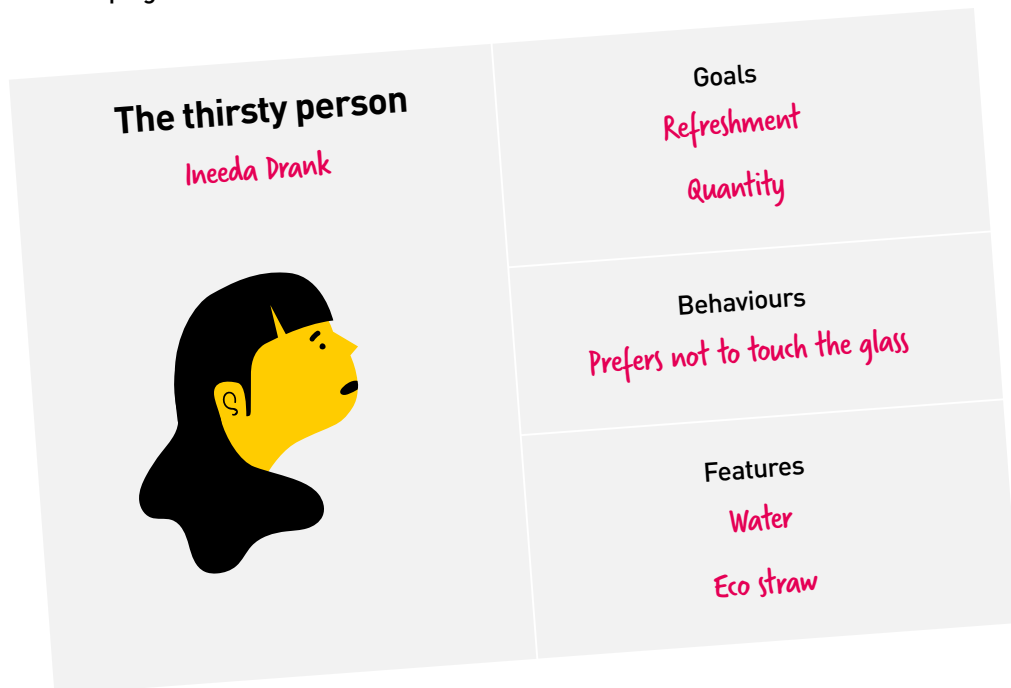 The thirsty person
Ineeda Drank
Goals
Refreshment
Quantity
Behaviours
Prefers not to touch the glass
Features
Water
Eco straw